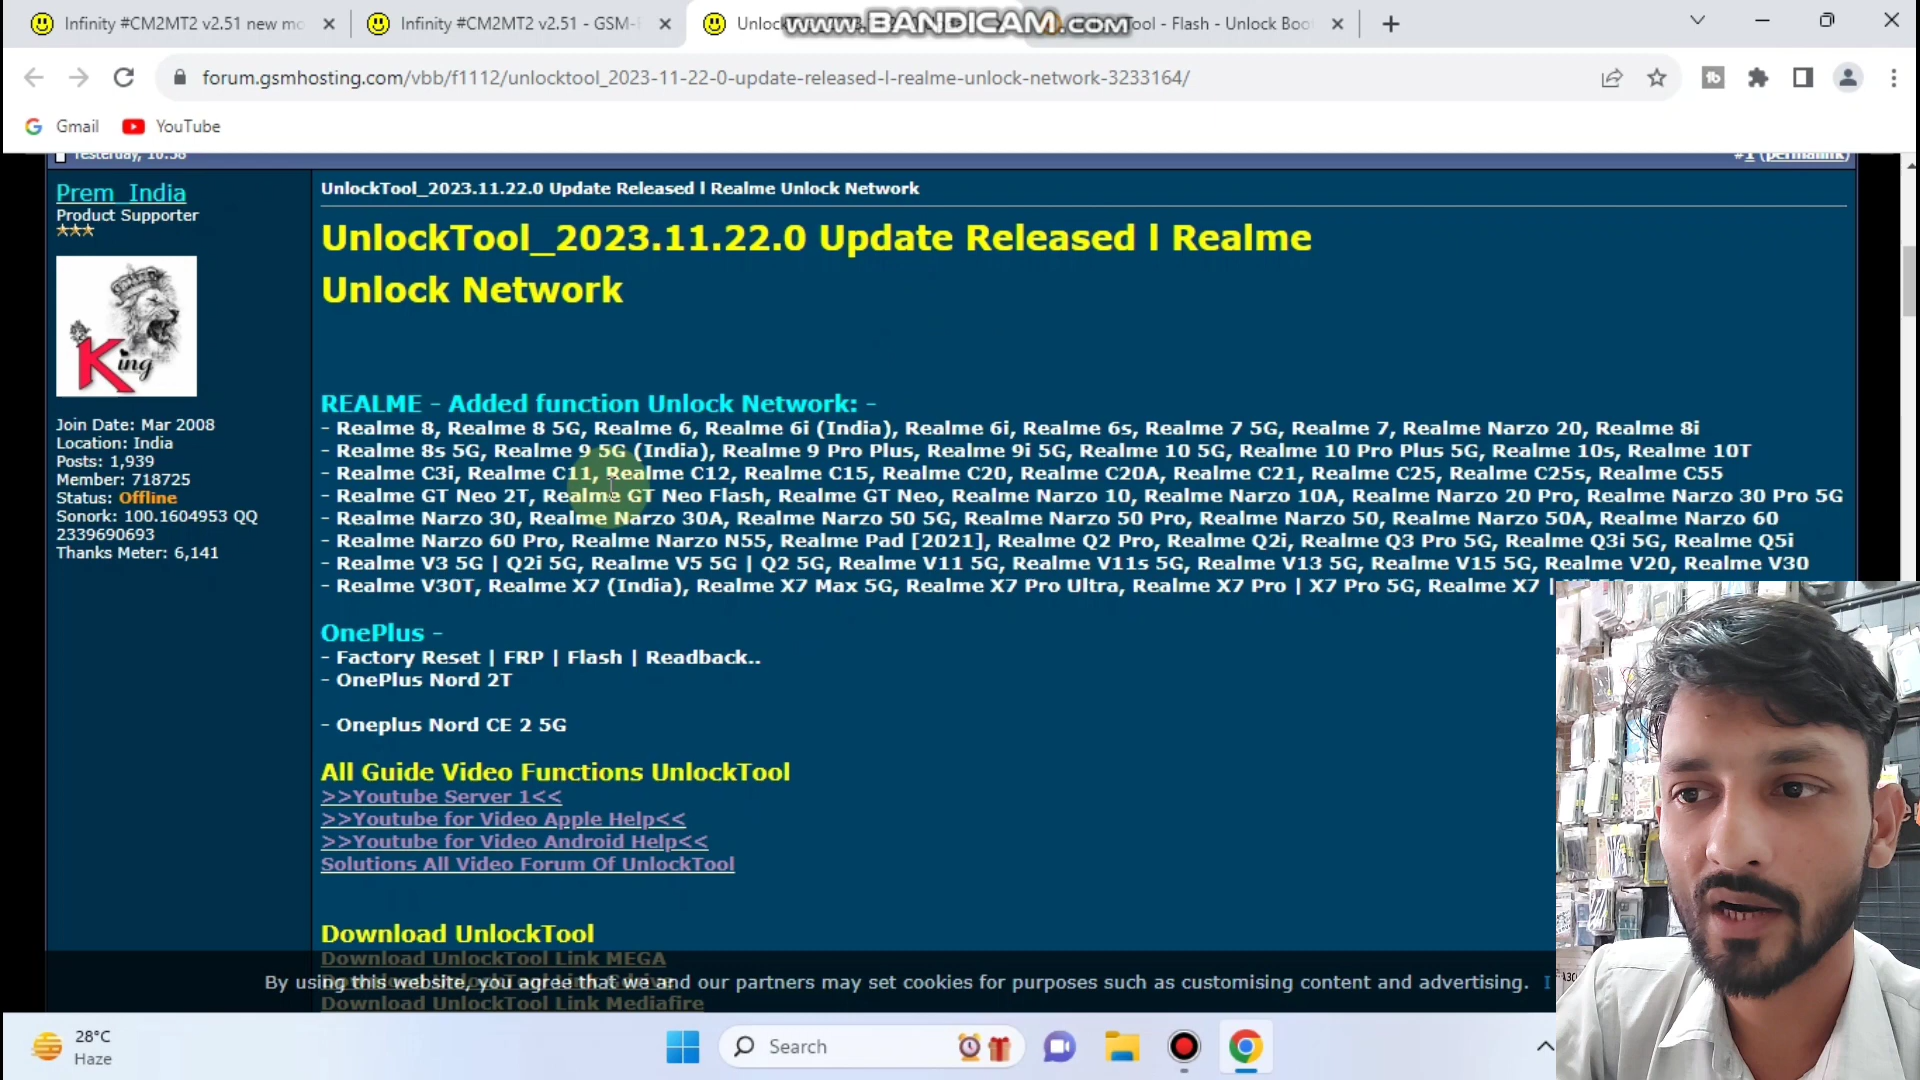 Infinity #CM2MT2 v2.51 new mo
Infinity #CM2MT2 v2.51 - GSM-
www.BANDICAM.com
Tool - Flash - Unlock Boo
forum.gsmhosting.com/vbb/f1112/unlocktool_2023-11-22-0-update-released-l-realme-unlock-network-3233164/
Gmail
YouTube
Yesterday, 10:58
#1 (permalink)
Prem_India
Product Supporter
King
Join Date: Mar 2008
Location: India
Posts: 1,939
Member: 718725
Status: Offline
Sonork: 100.1604953 QQ
2339690693
Thanks Meter: 6,141
UnlockTool_2023.11.22.0 Update Released l Realme Unlock Network
UnlockTool_2023.11.22.0 Update Released l Realme
Unlock Network
REALME - Added function Unlock Network: -
- Realme 8, Realme 8 5G, Realme 6, Realme 6i (India), Realme 6i, Realme 6s, Realme 7 5G, Realme 7, Realme Narzo 20, Realme 8i
- Realme 8s 5G, Realme 9 5G (India), Realme 9 Pro Plus, Realme 9i 5G, Realme 10 5G, Realme 10 Pro Plus 5G, Realme 10s, Realme 10T
- Realme C3i, Realme C11, Realme C12, Realme C15, Realme C20, Realme C20A, Realme C21, Realme C25, Realme C25s, Realme C55
- Realme GT Neo 2T, Realme GT Neo Flash, Realme GT Neo, Realme Narzo 10, Realme Narzo 10A, Realme Narzo 20 Pro, Realme Narzo 30 Pro 5G
- Realme Narzo 30, Realme Narzo 30A, Realme Narzo 50 5G, Realme Narzo 50 Pro, Realme Narzo 50, Realme Narzo 50A, Realme Narzo 60
- Realme Narzo 60 Pro, Realme Narzo N55, Realme Pad [2021], Realme Q2 Pro, Realme Q2i, Realme Q3 Pro 5G, Realme Q3i 5G, Realme Q5i
- Realme V3 5G | Q2i 5G, Realme V5 5G | Q2 5G, Realme V11 5G, Realme V11s 5G, Realme V13 5G, Realme V15 5G, Realme V20, Realme V30
- Realme V30T, Realme X7 (India), Realme X7 Max 5G, Realme X7 Pro Ultra, Realme X7 Pro | X7 Pro 5G, Realme X7 |
OnePlus -
- Factory Reset | FRP | Flash | Readback..
- OnePlus Nord 2T
- Oneplus Nord CE 2 5G
All Guide Video Functions UnlockTool
>>Youtube Server 1<<
>>Youtube for Video Apple Help<<
>>Youtube for Video Android Help<<
Solutions All Video Forum Of UnlockTool
Download UnlockTool
Download UnlockTool Link MEGA
By using this website, you agree that we and our partners may set cookies for purposes such as customising content and advertising.
Download UnlockTool Link Mediafire
28°C
Haze
Search